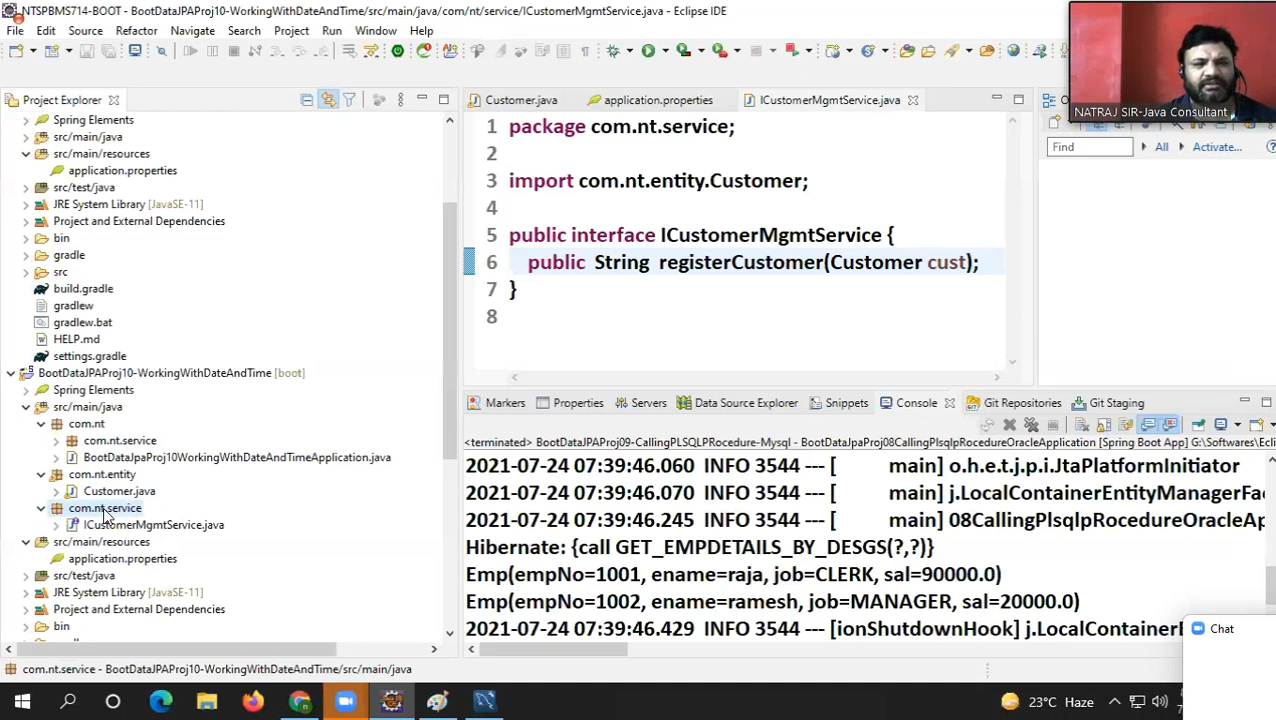 NTSPBMS714-BOOT - BootDataJPAProj10-WorkingWithDateAndTime/src/main/java/com/nt/service/ICustomerMgmtService.java - Eclipse IDE
File Edit Source Refactor Navigate Search Project Run Window Help
NATRAJ SIR-Java Consultant
Project Explorer
Customer.java
application.properties
ICustomerMgmtService.java
Find
All
Activate...
Spring Elements
src/main/java
src/main/resources
application.properties
src/test/java
JRE System Library [JavaSE-11]
Project and External Dependencies
bin
gradle
src
build.gradle
gradlew
gradlew.bat
HELP.md
settings.gradle
BootDataJPAProj10-WorkingWithDateAndTime [boot]
Spring Elements
src/main/java
com.nt
com.nt.service
BootDataJpaProj10WorkingWithDateAndTimeApplication.java
com.nt.entity
Customer.java
com.nt.service
ICustomerMgmtService.java
src/main/resources
application.properties
src/test/java
JRE System Library [JavaSE-11]
Project and External Dependencies
bin
1 package com.nt.service;
2
3 import com.nt.entity.Customer;
4
5 public interface ICustomerMgmtService {
6 public String registerCustomer(Customer cust);
7 }
8
Markers Properties Servers Data Source Explorer Snippets Console Git Repositories Git Staging
<terminated> BootDataJPAProj09-CallingPLSQLPRocedure-Mysql - BootDataJpaProj08CallingPlsqlpRocedureOracleApplication [Spring Boot App] G:\Softwares\Ecli
2021-07-24 07:39:46.060 INFO 3544 --- [ main] o.h.e.t.j.p.i.JtaPlatformInitiator
2021-07-24 07:39:46.070 INFO 3544 --- [ main] j.LocalContainerEntityManagerFa
2021-07-24 07:39:46.245 INFO 3544 --- [ main] 08CallingPlsqlpRocedureOracleAp
Hibernate: {call GET_EMPDETAILS_BY_DESGS(?,?)}
Emp(empNo=1001, ename=raja, job=CLERK, sal=90000.0)
Emp(empNo=1002, ename=ramesh, job=MANAGER, sal=20000.0)
2021-07-24 07:39:46.429 INFO 3544 --- [ionShutdownHook] j.LocalContainerE
Chat
com.nt.service - BootDataJPAProj10-WorkingWithDateAndTime/src/main/java
23°C Haze